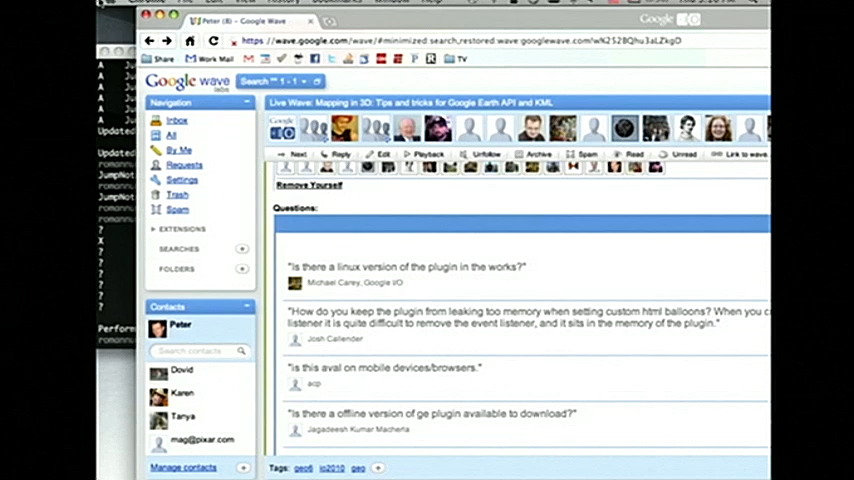 Peter (8) – Google Wave
Google
https://wave.google.com/wave/#minimized:search,restored:wave:googlewave.com!w%252BQhu3aLZkgO
Share Work Mail TV
Google wave
labs
Search "" 1 - 1
Navigation
Inbox
All
By Me
Requests
Settings
Trash
Spam
EXTENSIONS
SEARCHES
FOLDERS
Contacts
Peter
Search contacts
David
Karen
Tanya
mag@pixar.com
Manage contacts
Live Wave: Mapping in 3D: Tips and tricks for Google Earth API and KML
Next Reply Edit Playback Unfollow Archive Spam Read Unread Link to wave
Remove Yourself
Questions:
"Is there a linux version of the plugin in the works?"
Michael Carey, Google I/O
"How do you keep the plugin from leaking too memory when setting custom html balloons? When you c
listener it is quite difficult to remove the event listener, and it sits in the memory of the plugin."
Josh Callender
"is this aval on mobile devices/browsers."
acp
"Is there a offline version of ge plugin available to download?"
Jagadeesh Kumar Macherla
Tags: geo6 io2010 geo